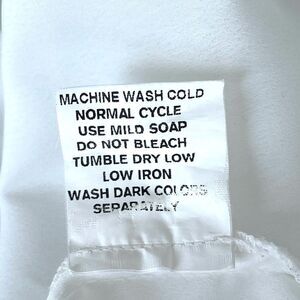 MACHINE WASH COLD
NORMAL CYCLE
USE MILD SOAP
DO NOT BLEACH
TUMBLE DRY LOW
LOW IRON
WASH DARK COLORS
SEPARATELY